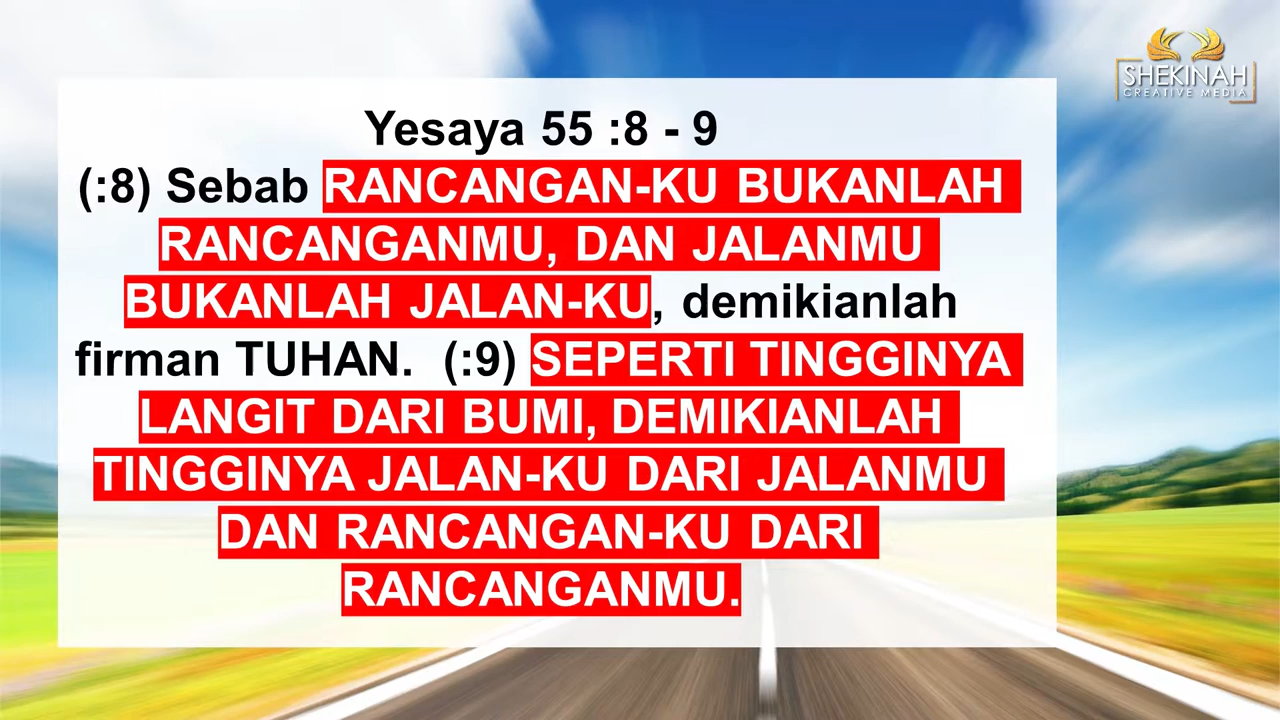 SHEKINAH
CREATIVE MEDIA
Yesaya 55 :8 - 9
(:8) Sebab RANCANGAN-KU BUKANLAH
RANCANGANMU, DAN JALANMU
BUKANLAH JALAN-KU, demikianlah
firman TUHAN.  (:9) SEPERTI TINGGINYA
LANGIT DARI BUMI, DEMIKIANLAH
TINGGINYA JALAN-KU DARI JALANMU
DAN RANCANGAN-KU DARI
RANCANGANMU.